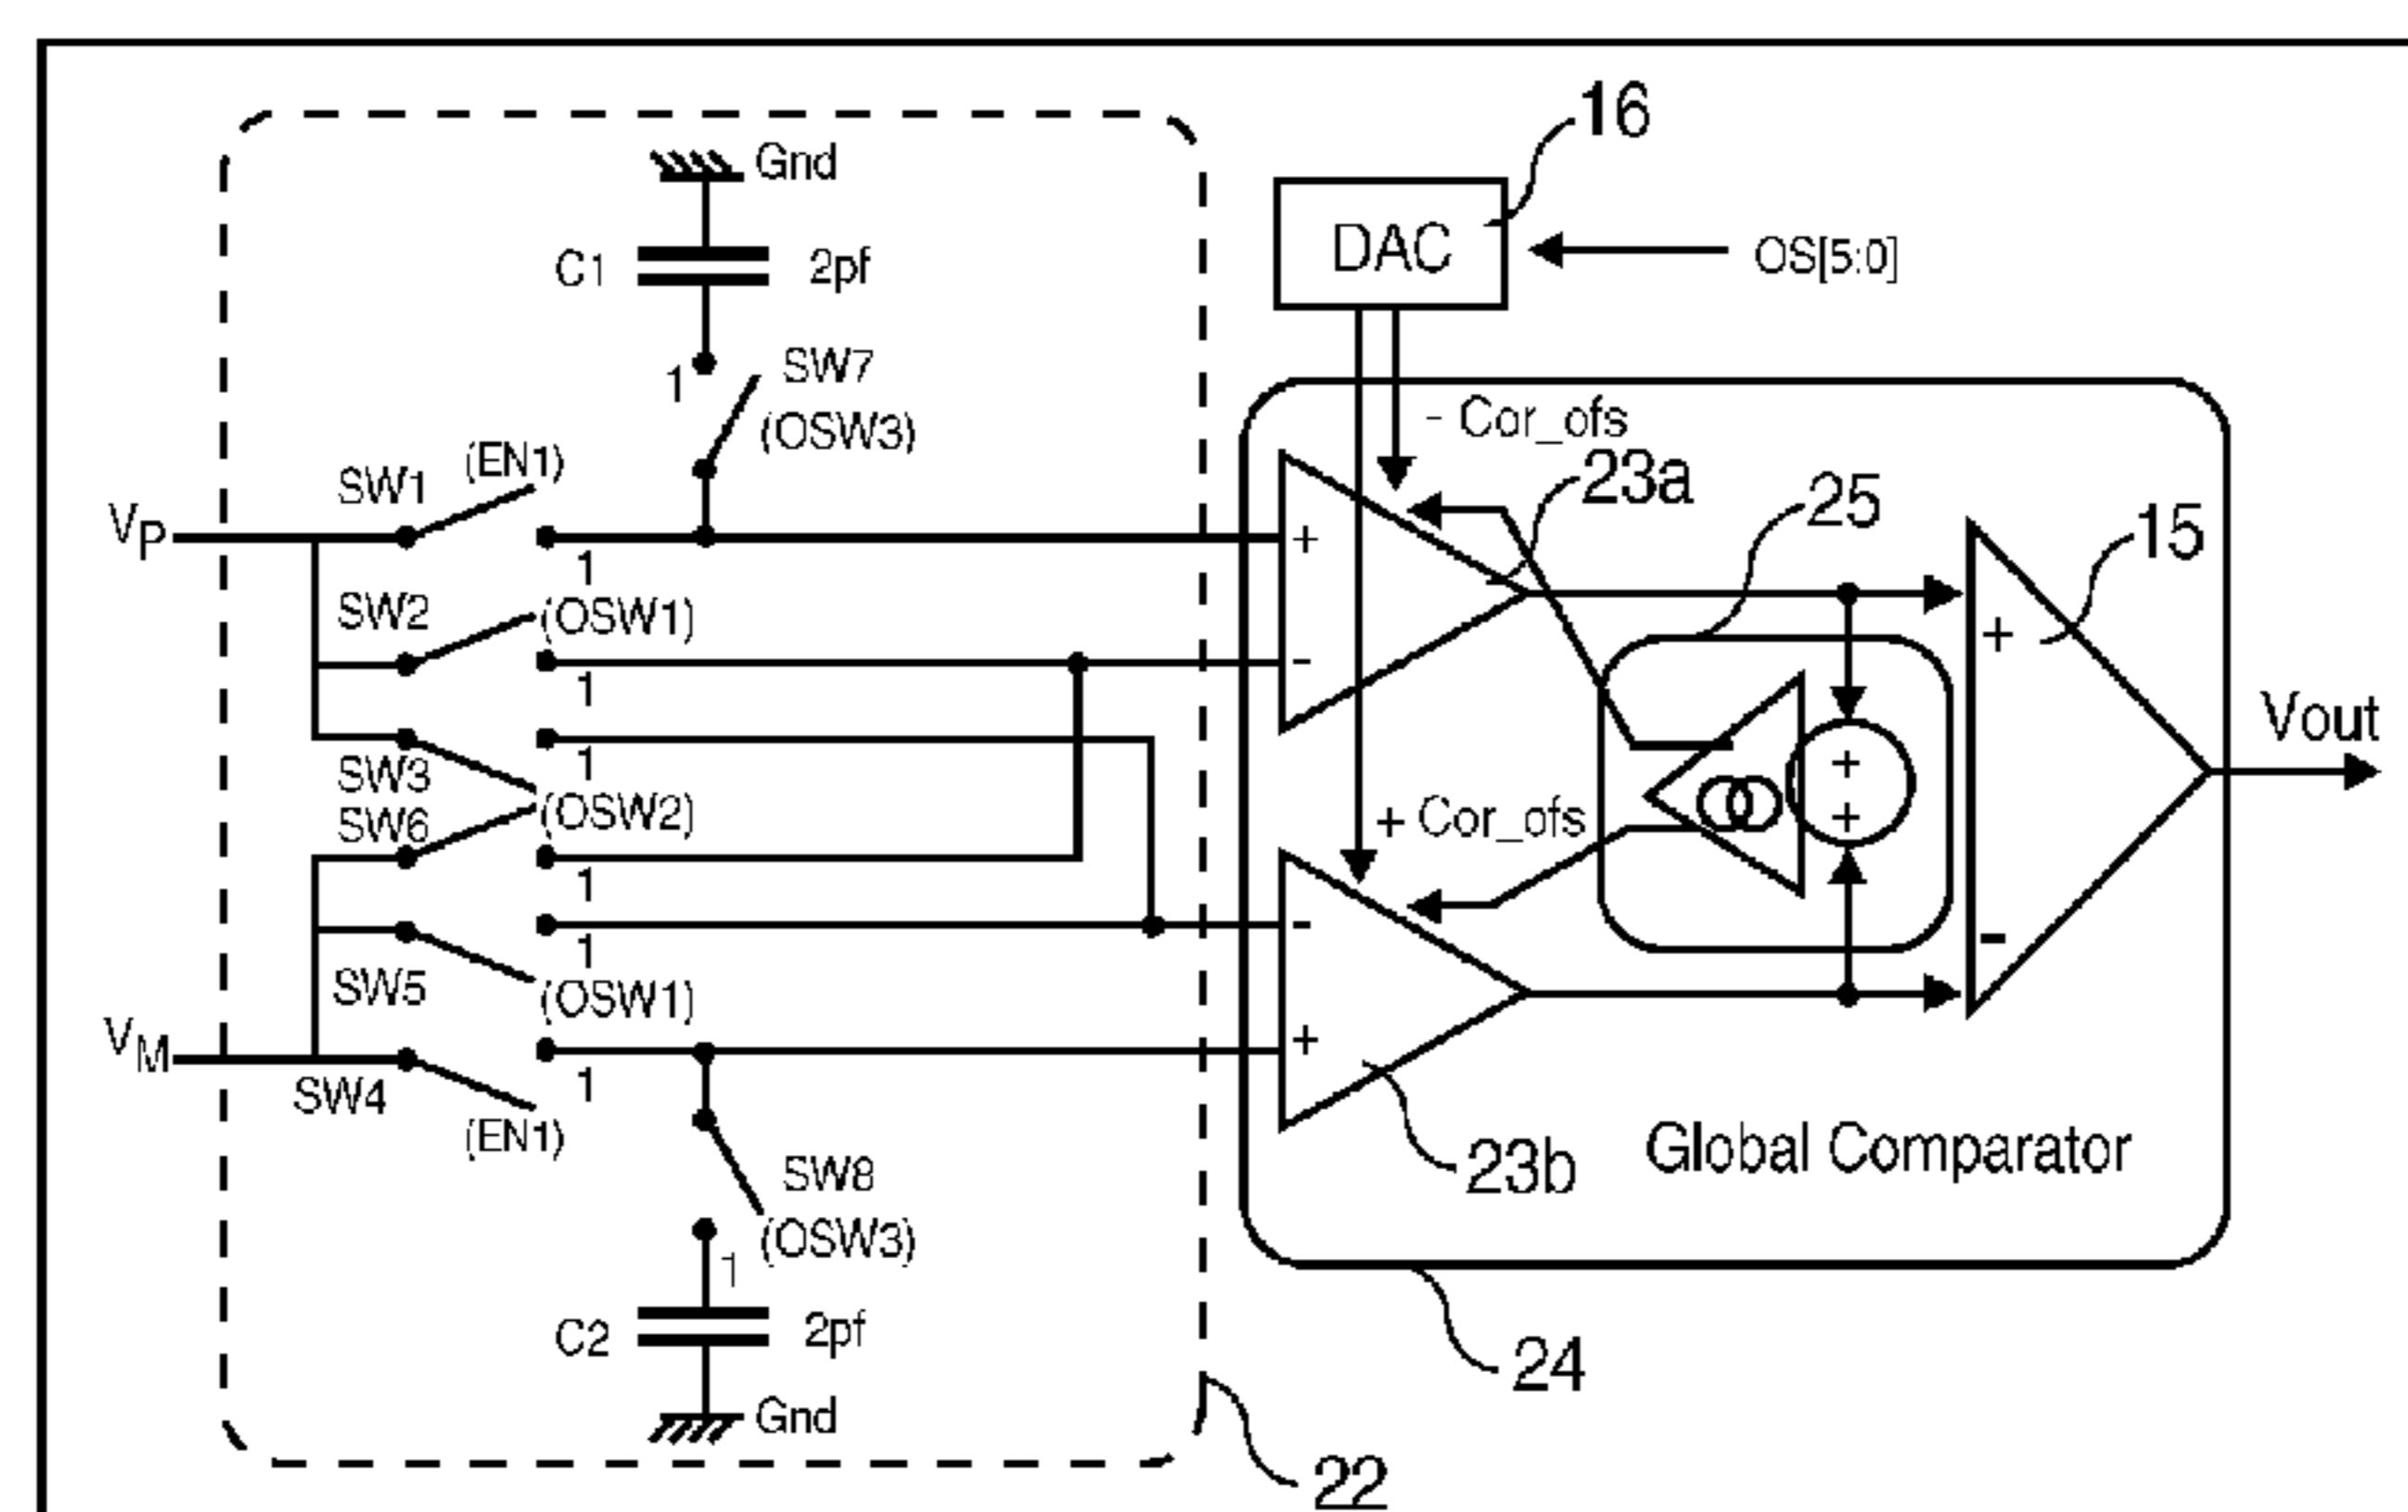 Gnd
C1 2pf
1 SW7
(OSW3)
SW1 (EN1)
VP
1
SW2 (OSW1)
1
SW3 1
SW6 (OSW2)
1
1
SW5 (OSW1)
VM
SW4 1
(EN1)
SW8
(OSW3)
1
C2 2pf
Gnd
22
16
DAC OS[5:0]
- Cor_ofs
23a
25
15
+
-
+
+
+
+ Cor_ofs
Vout
-
+
-
23b
Global Comparator
24